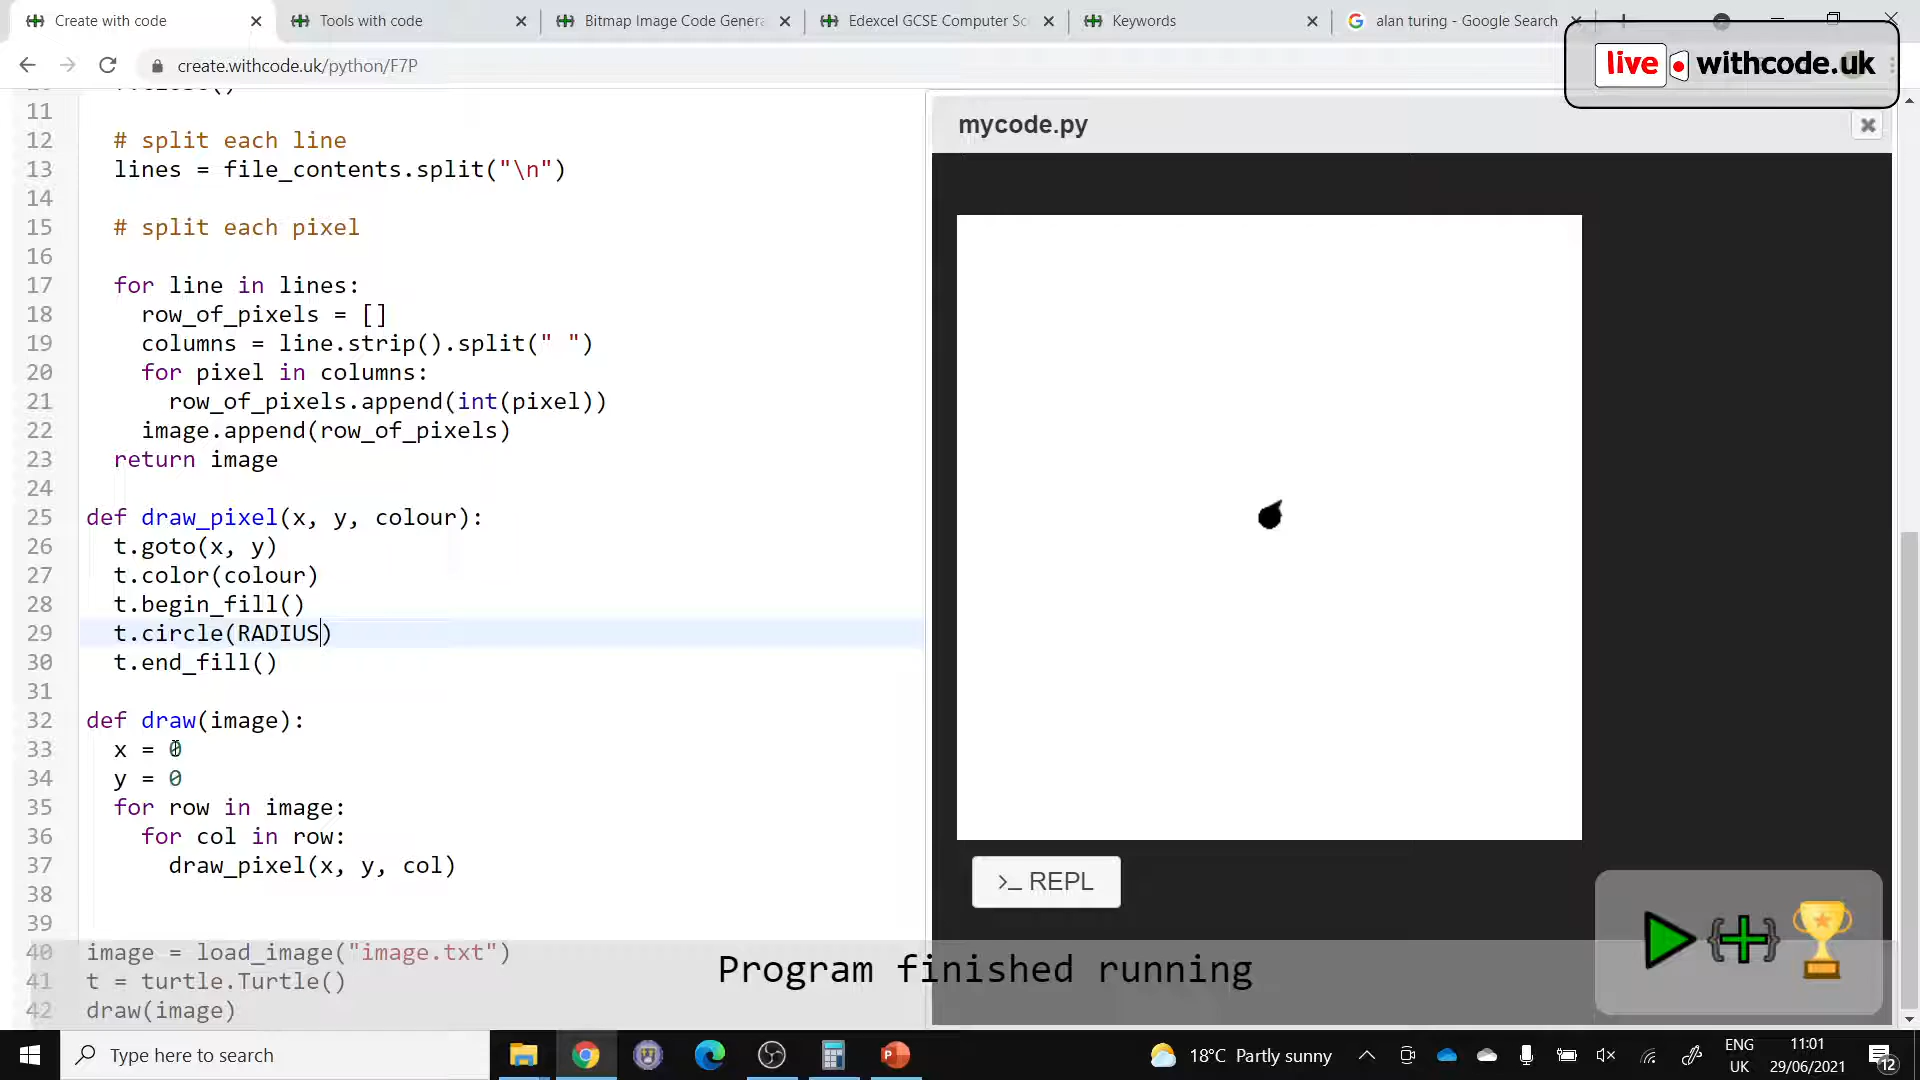 Create with code
Tools with code
Bitmap Image Code Genera
Edexcel GCSE Computer Sc
Keywords
alan turing - Google Search
create.withcode.uk/python/F7P
live withcode.uk
11
12 # split each line
13 lines = file_contents.split("\n")
14
15 # split each pixel
16
17 for line in lines:
18 row_of_pixels = []
19 columns = line.strip().split(" ")
20 for pixel in columns:
21 row_of_pixels.append(int(pixel))
22 image.append(row_of_pixels)
23 return image
24
25 def draw_pixel(x, y, colour):
26 t.goto(x, y)
27 t.color(colour)
28 t.begin_fill()
29 t.circle(RADIUS)
30 t.end_fill()
31
32 def draw(image):
33 x = 0
34 y = 0
35 for row in image:
36 for col in row:
37 draw_pixel(x, y, col)
38
39
40 image = load_image("image.txt")
41 t = turtle.Turtle()
42 draw(image)
mycode.py
>_ REPL
Program finished running
Type here to search
18°C Partly sunny
ENG
UK
11:01
29/06/2021
12